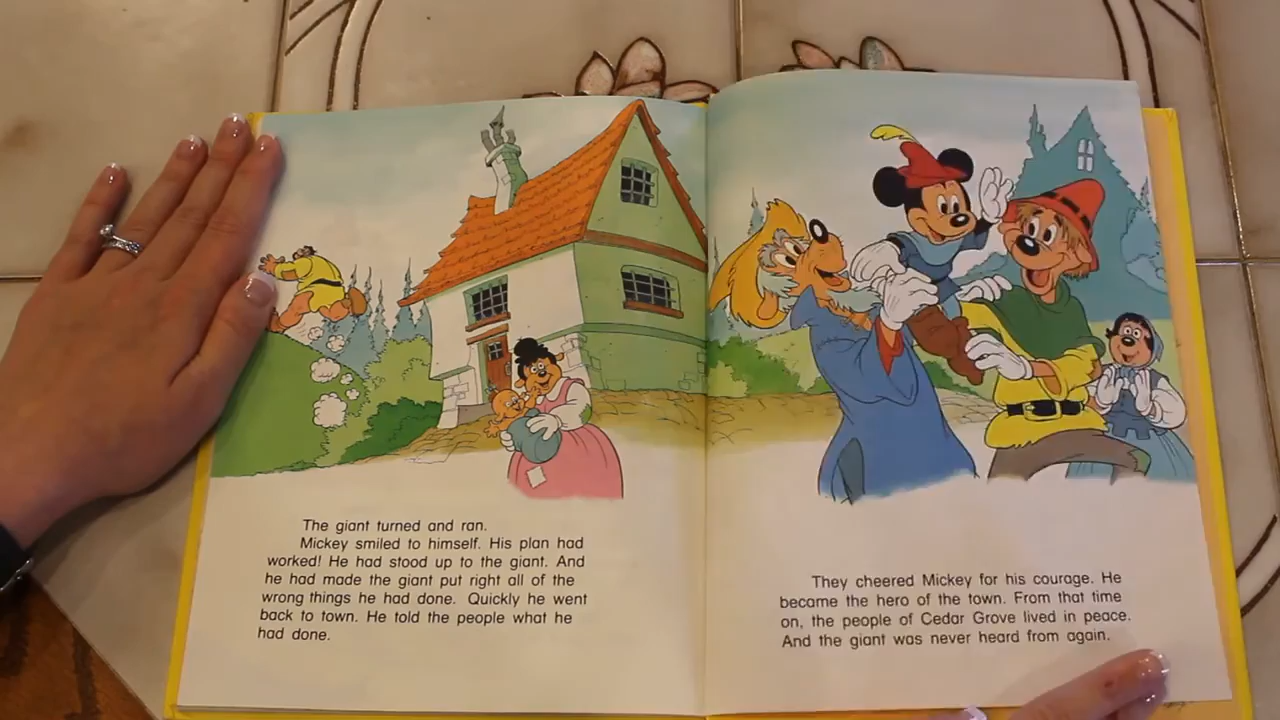 The giant turned and ran.
Mickey smiled to himself. His plan had
worked! He had stood up to the giant. And
he had made the giant put right all of the
wrong things he had done. Quickly he went
back to town. He told the people what he
had done.
They cheered Mickey for his courage. He
became the hero of the town. From that time
on, the people of Cedar Grove lived in peace.
And the giant was never heard from again.